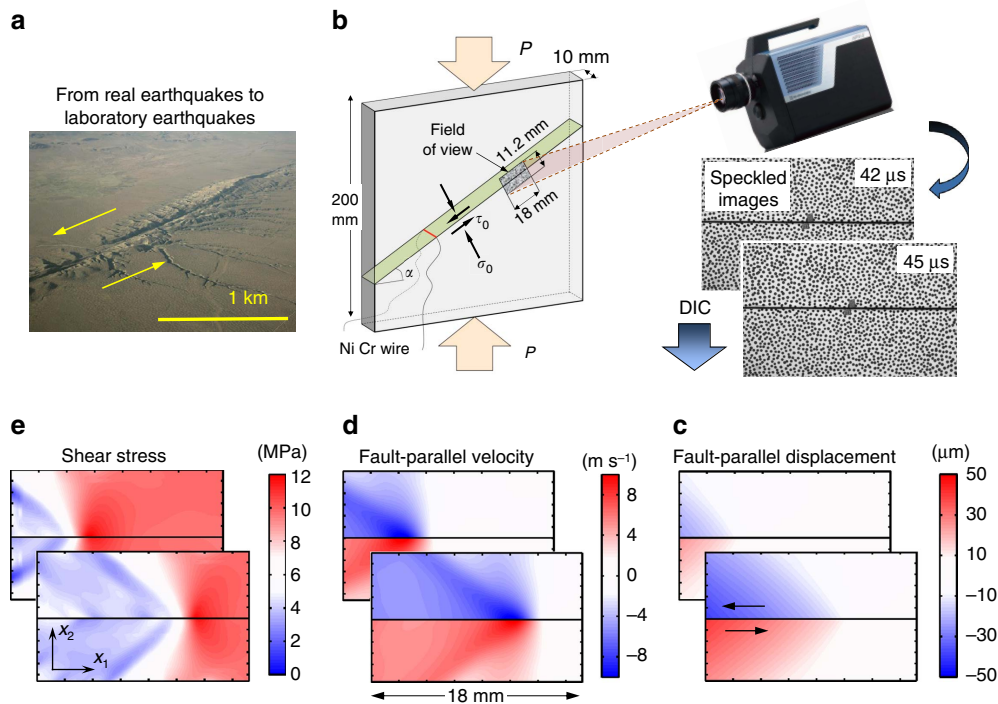 a
From real earthquakes to
laboratory earthquakes
1 km
b
P
10 mm
Field
of view
11.2 mm
18 mm
200
mm
τ0
σ0
α
Ni Cr wire
P
Speckled
images
42 μs
45 μs
DIC
e
Shear stress
(MPa)
12
10
8
6
4
2
0
x2
x1
d
Fault-parallel velocity
(m s⁻¹)
8
4
0
–4
–8
18 mm
c
Fault-parallel displacement
(μm)
50
30
10
–10
–30
–50